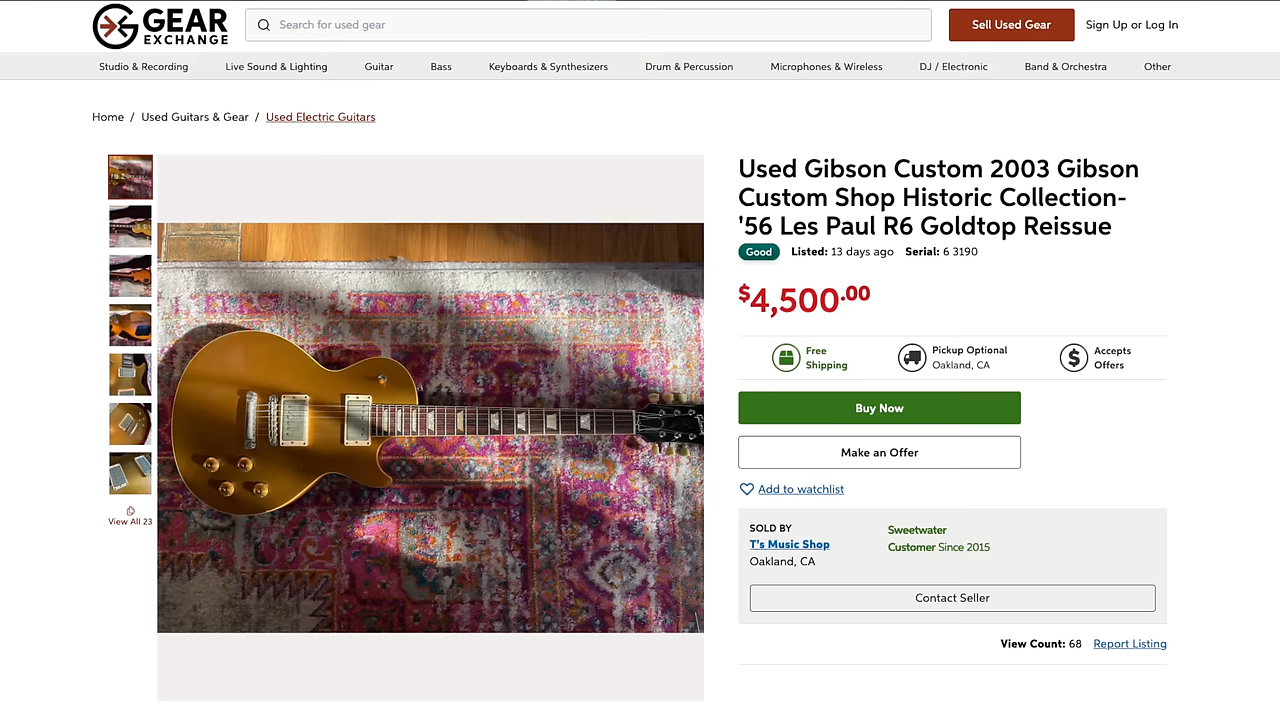 GEAR
EXCHANGE
Search for used gear
Sell Used Gear
Sign Up or Log In
Studio & Recording
Live Sound & Lighting
Guitar
Bass
Keyboards & Synthesizers
Drum & Percussion
Microphones & Wireless
DJ / Electronic
Band & Orchestra
Other
Home / Used Guitars & Gear / Used Electric Guitars
View All 23
Used Gibson Custom 2003 Gibson
Custom Shop Historic Collection-
'56 Les Paul R6 Goldtop Reissue
Good
Listed: 13 days ago
Serial: 6 3190
$4,500.00
Free
Shipping
Pickup Optional
Oakland, CA
$
Accepts
Offers
Buy Now
Make an Offer
Add to watchlist
SOLD BY
T's Music Shop
Oakland, CA
Sweetwater
Customer Since 2015
Contact Seller
View Count: 68
Report Listing